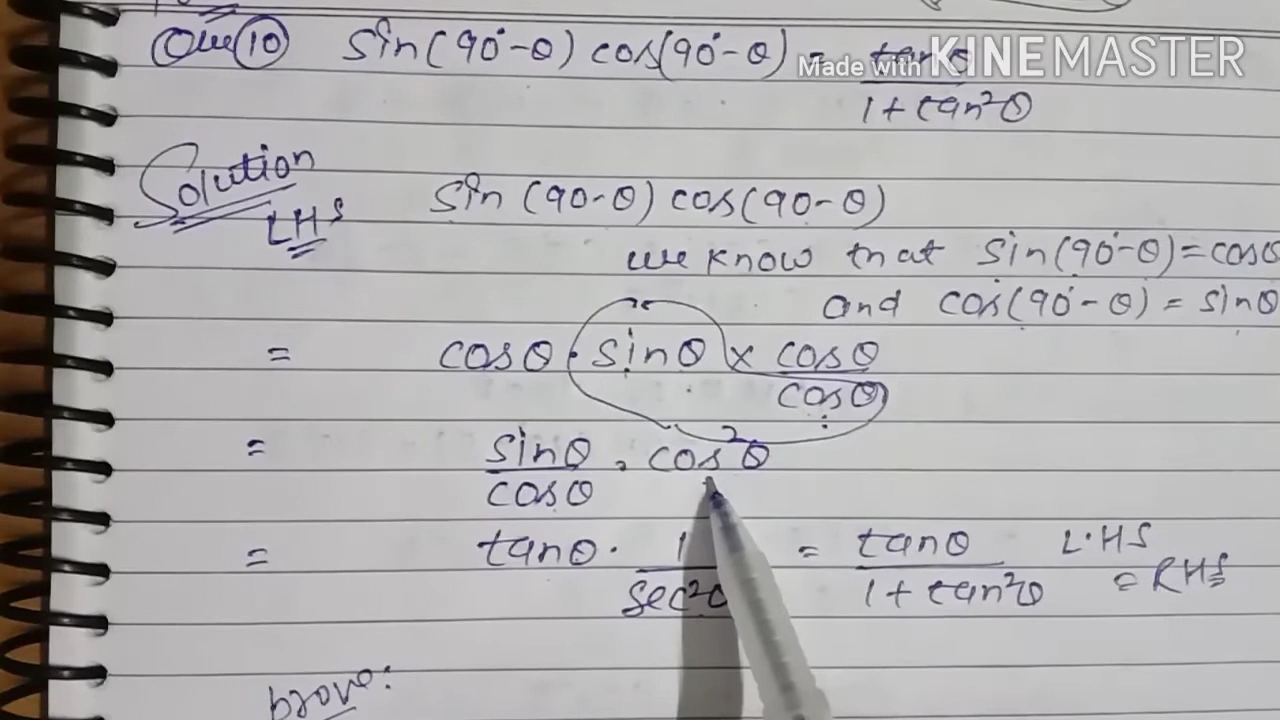 Que 10 sin(90°-θ) cos(90°-θ) = tanθ / 1+tan²θ
Made with KINEMASTER
Solution
LHS sin(90-θ) cos(90-θ)
we know that sin(90°-θ)=cosθ
and cos(90°-θ)=sinθ
= cosθ · sinθ × cosθ / cosθ
= sinθ / cosθ . cos²θ
= tanθ · 1 / sec²θ = tanθ / 1+tan²θ L.HS
= RHS